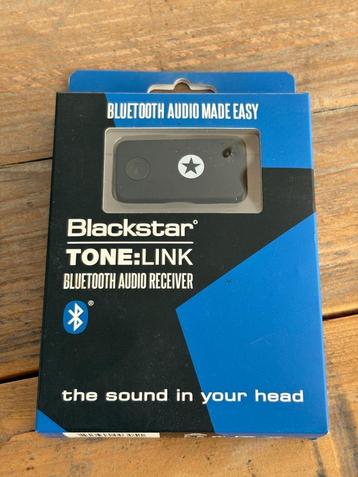 BLUETOOTH AUDIO MADE EASY
Blackstar
TONE:LINK
BLUETOOTH AUDIO RECEIVER
the sound in your head